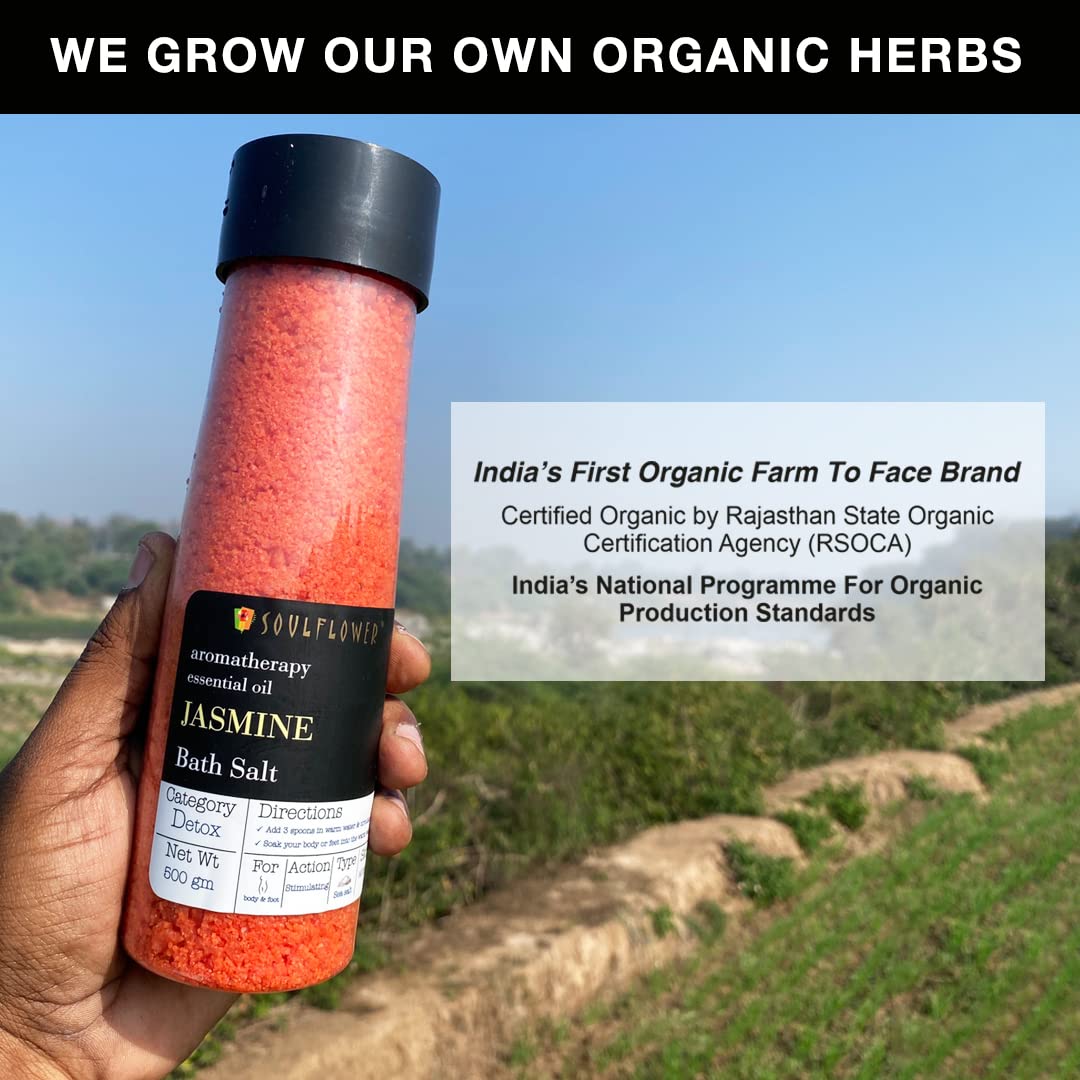 WE GROW OUR OWN ORGANIC HERBS
India's First Organic Farm To Face Brand
Certified Organic by Rajasthan State Organic
Certification Agency (RSOCA)
India's National Programme For Organic
Production Standards
SOULFLOWER
aromatherapy
essential oil
JASMINE
Bath Salt
Category
Detox
Net Wt
500 gm
Directions
✓ Add 3 spoons in warm water &
✓ Soak your body or feet into the
For
body & foot
Action
Stimulating
Type
Sea salt